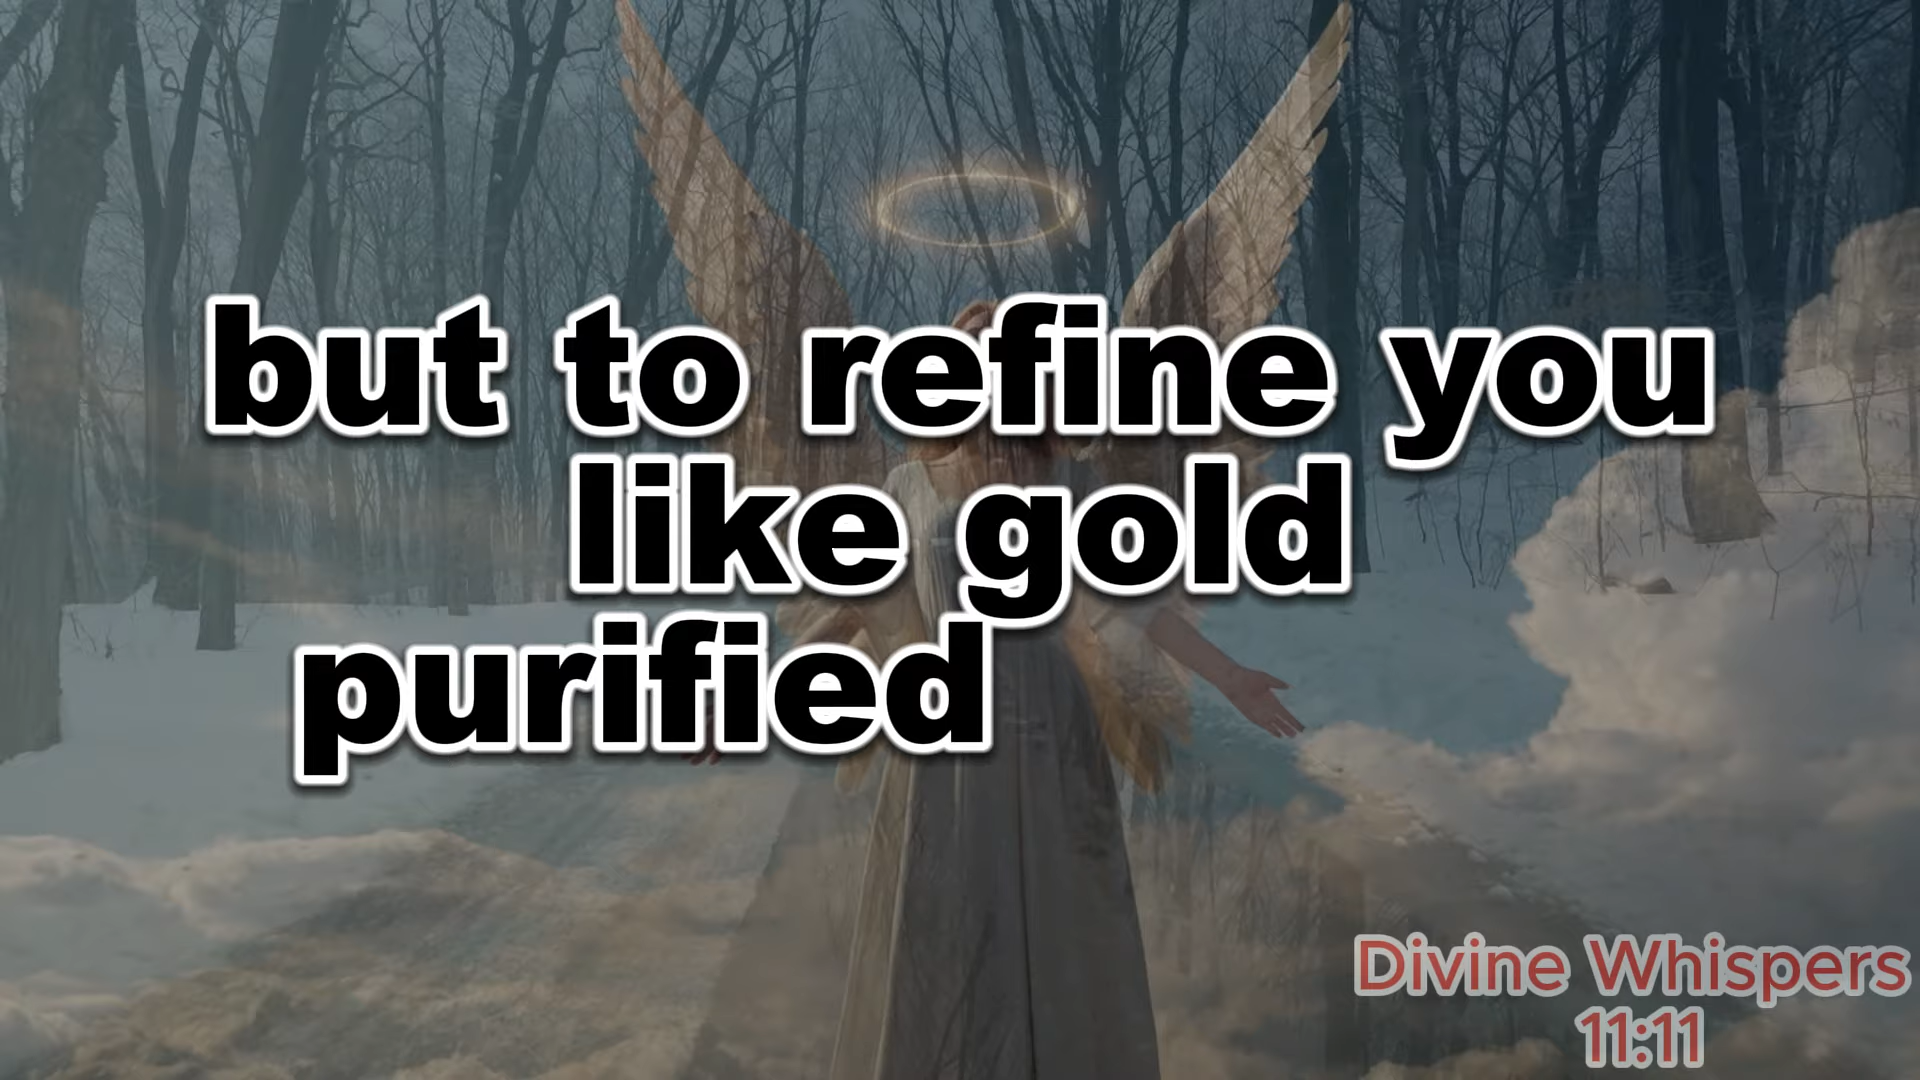 but to refine you
like gold
purified
Divine Whispers
11:11